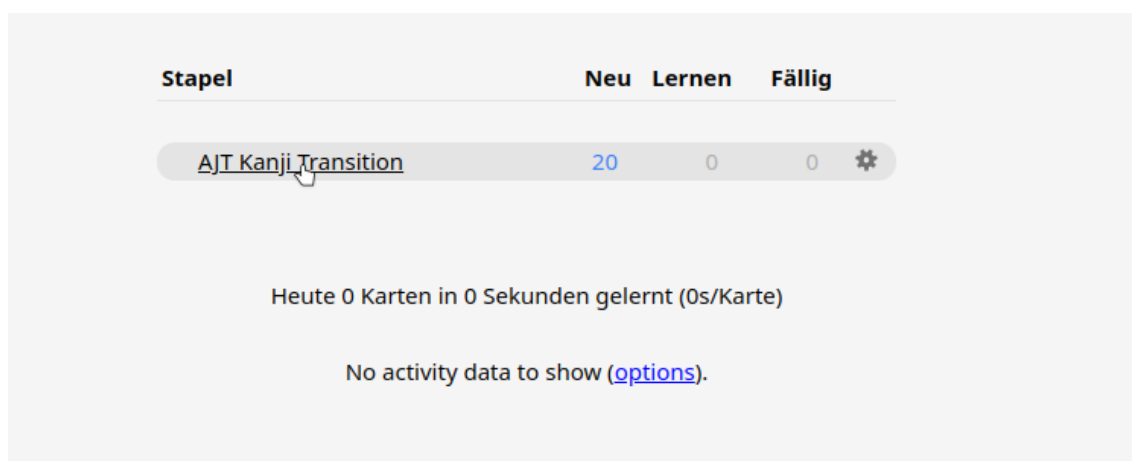 Stapel Neu Lernen Fällig
AJT Kanji Transition 20 0 0
Heute 0 Karten in 0 Sekunden gelernt (0s/Karte)
No activity data to show (options).